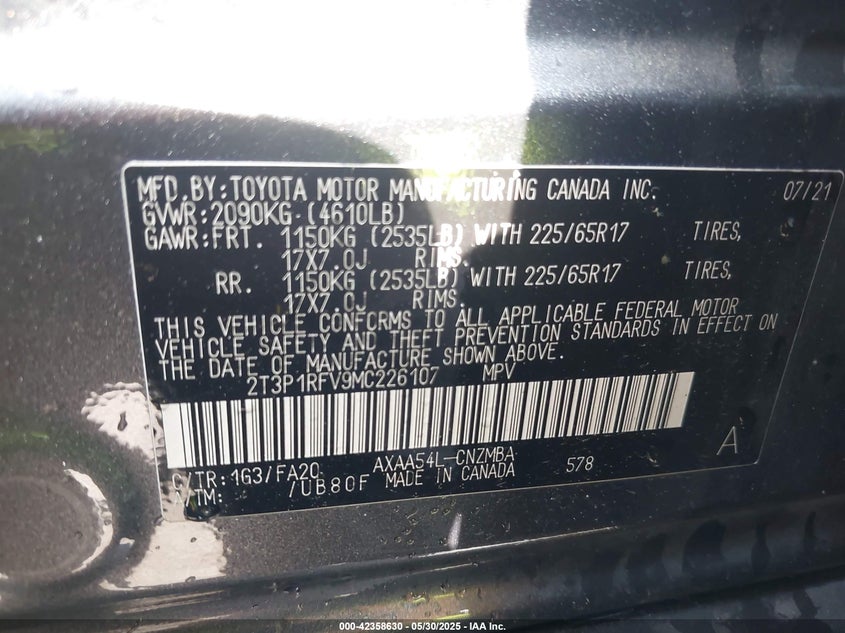 MFD. BY: TOYOTA MOTOR MANUFACTURING CANADA INC. 07/21
GVWR: 2090KG (4610LB)
GAWR: FRT. 1150KG (2535LB) WITH 225/65R17 TIRES,
17X7.0J RIMS.
RR. 1150KG (2535LB) WITH 225/65R17 TIRES,
17X7.0J RIMS.
THIS VEHICLE CONFORMS TO ALL APPLICABLE FEDERAL MOTOR
VEHICLE SAFETY AND THEFT PREVENTION STANDARDS IN EFFECT ON
THE DATE OF MANUFACTURE SHOWN ABOVE.
2T3P1RFV9MC226107 MPV
C/TR: 1G3/FA20 AXAA54L-CNZMBA 578 A
A/TM: /UB80F MADE IN CANADA
000-42358630 - 05/30/2025 - IAA Inc.